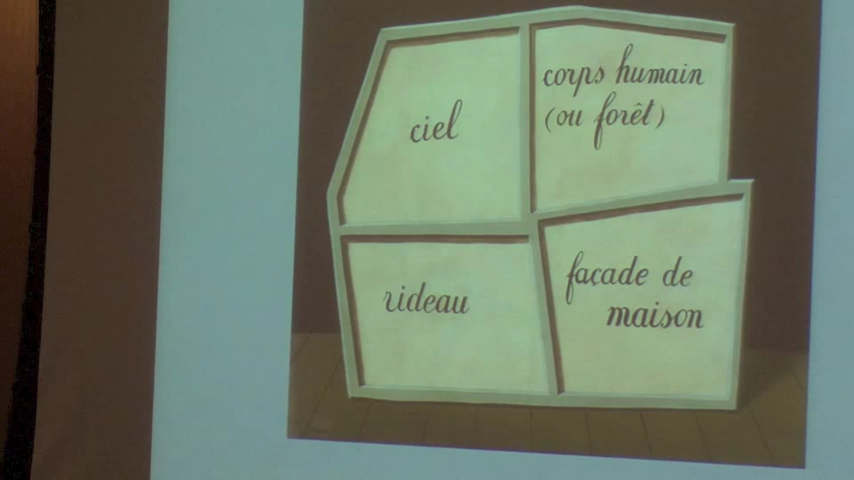 ciel
corps humain
(ou forêt)
rideau
façade de
maison